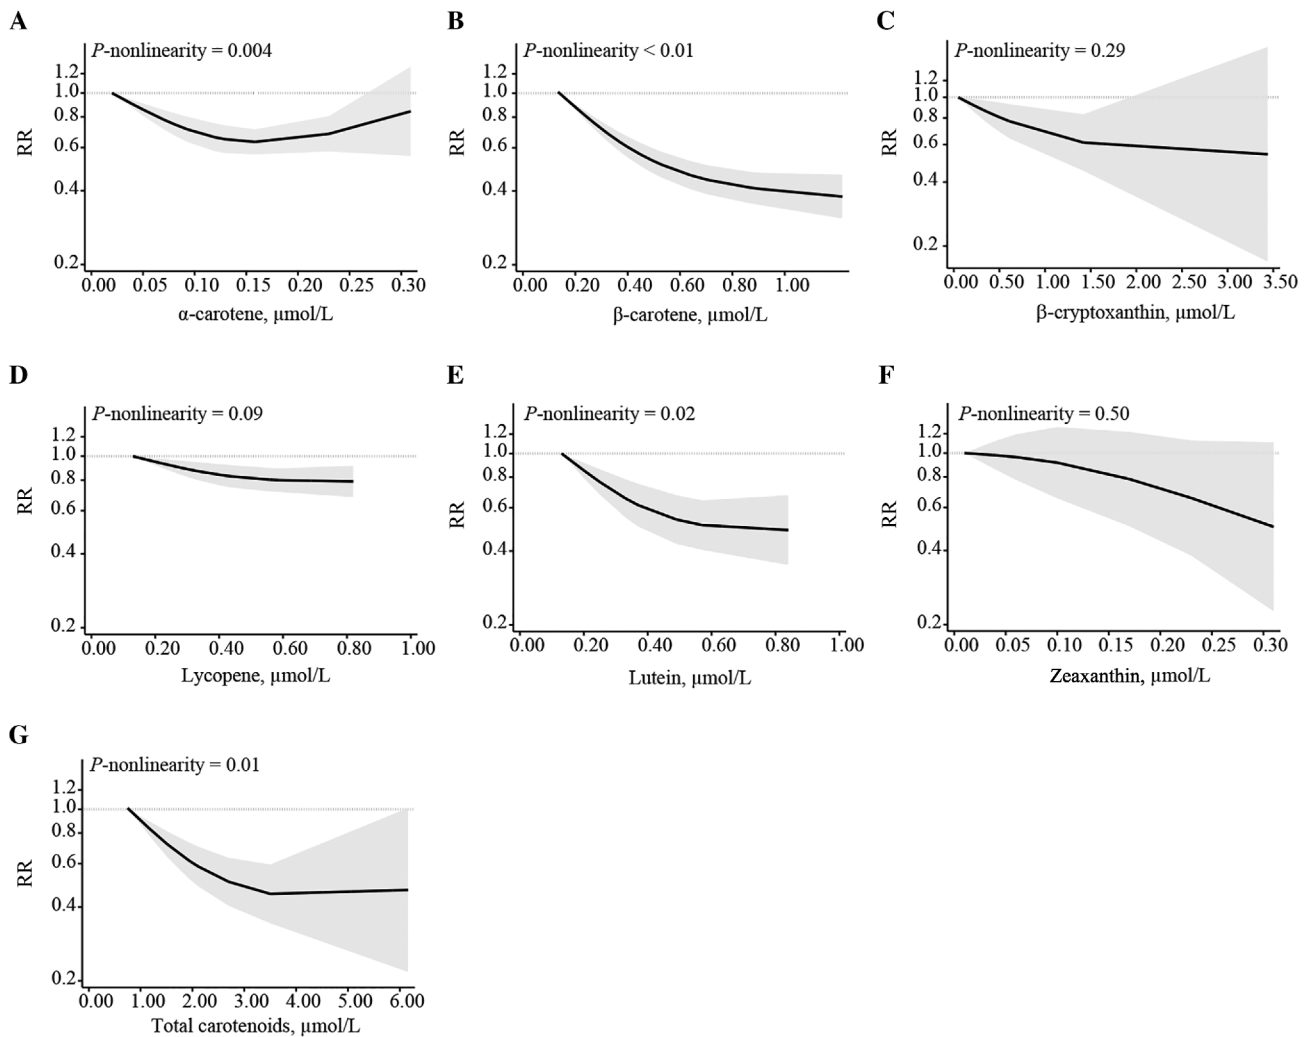 A
P-nonlinearity = 0.004
1.2
1.0
0.8
0.6
0.4
0.2
RR
0.00 0.05 0.10 0.15 0.20 0.25 0.30
α-carotene, μmol/L
B
P-nonlinearity < 0.01
1.2
1.0
0.8
0.6
0.4
0.2
RR
0.00 0.20 0.40 0.60 0.80 1.00
β-carotene, μmol/L
C
P-nonlinearity = 0.29
1.2
1.0
0.8
0.6
0.4
0.2
RR
0.00 0.50 1.00 1.50 2.00 2.50 3.00 3.50
β-cryptoxanthin, μmol/L
D
P-nonlinearity = 0.09
1.2
1.0
0.8
0.6
0.4
0.2
RR
0.00 0.20 0.40 0.60 0.80 1.00
Lycopene, μmol/L
E
P-nonlinearity = 0.02
1.2
1.0
0.8
0.6
0.4
0.2
RR
0.00 0.20 0.40 0.60 0.80 1.00
Lutein, μmol/L
F
P-nonlinearity = 0.50
1.2
1.0
0.8
0.6
0.4
0.2
RR
0.00 0.05 0.10 0.15 0.20 0.25 0.30
Zeaxanthin, μmol/L
G
P-nonlinearity = 0.01
1.2
1.0
0.8
0.6
0.4
0.2
RR
0.00 1.00 2.00 3.00 4.00 5.00 6.00
Total carotenoids, μmol/L